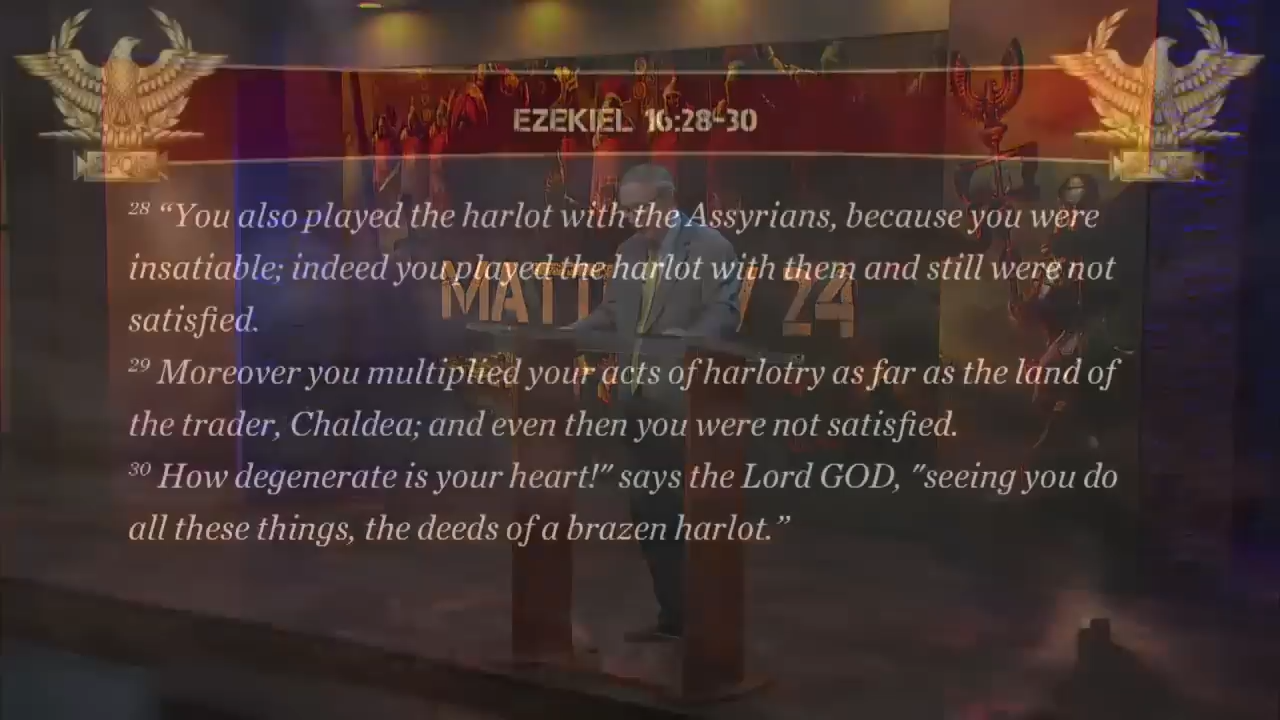 EZEKIEL 16:28-30
28 “You also played the harlot with the Assyrians, because you were
insatiable; indeed you played the harlot with them and still were not
satisfied.
29 Moreover you multiplied your acts of harlotry as far as the land of
the trader, Chaldea; and even then you were not satisfied.
30 How degenerate is your heart!" says the Lord GOD, "seeing you do
all these things, the deeds of a brazen harlot.”
24